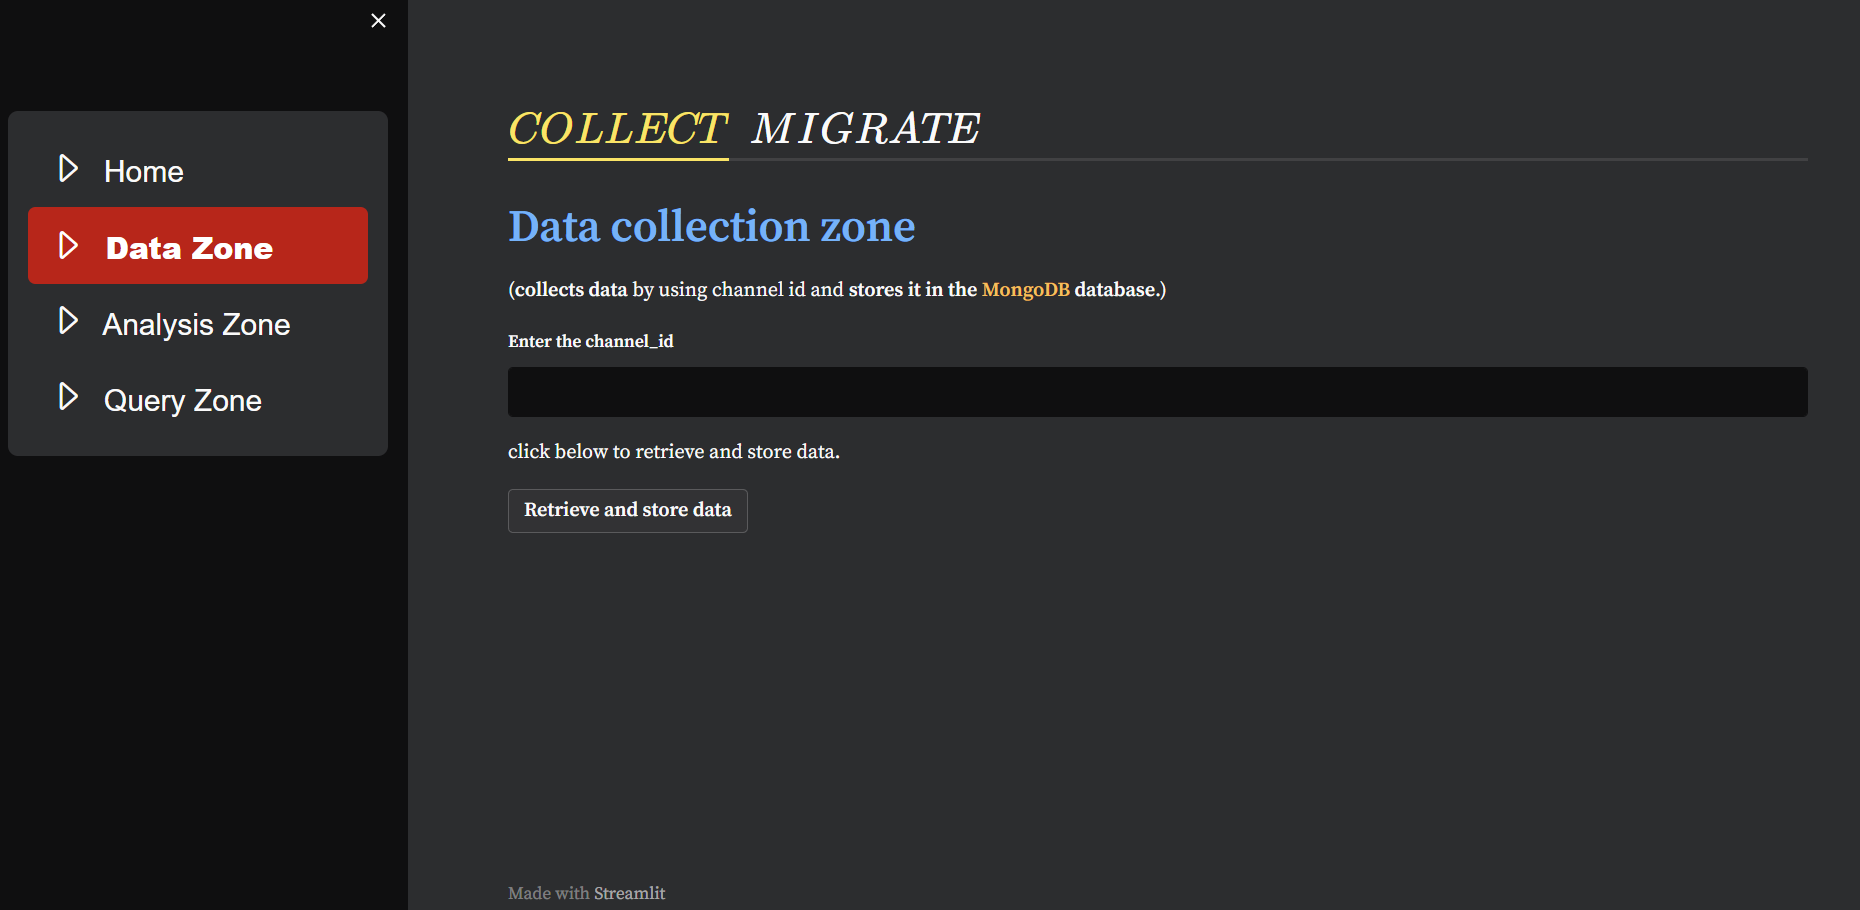 Home
Data Zone
Analysis Zone
Query Zone
COLLECT MIGRATE
Data collection zone
(collects data by using channel id and stores it in the MongoDB database.)
Enter the channel_id
click below to retrieve and store data.
Retrieve and store data
Made with Streamlit